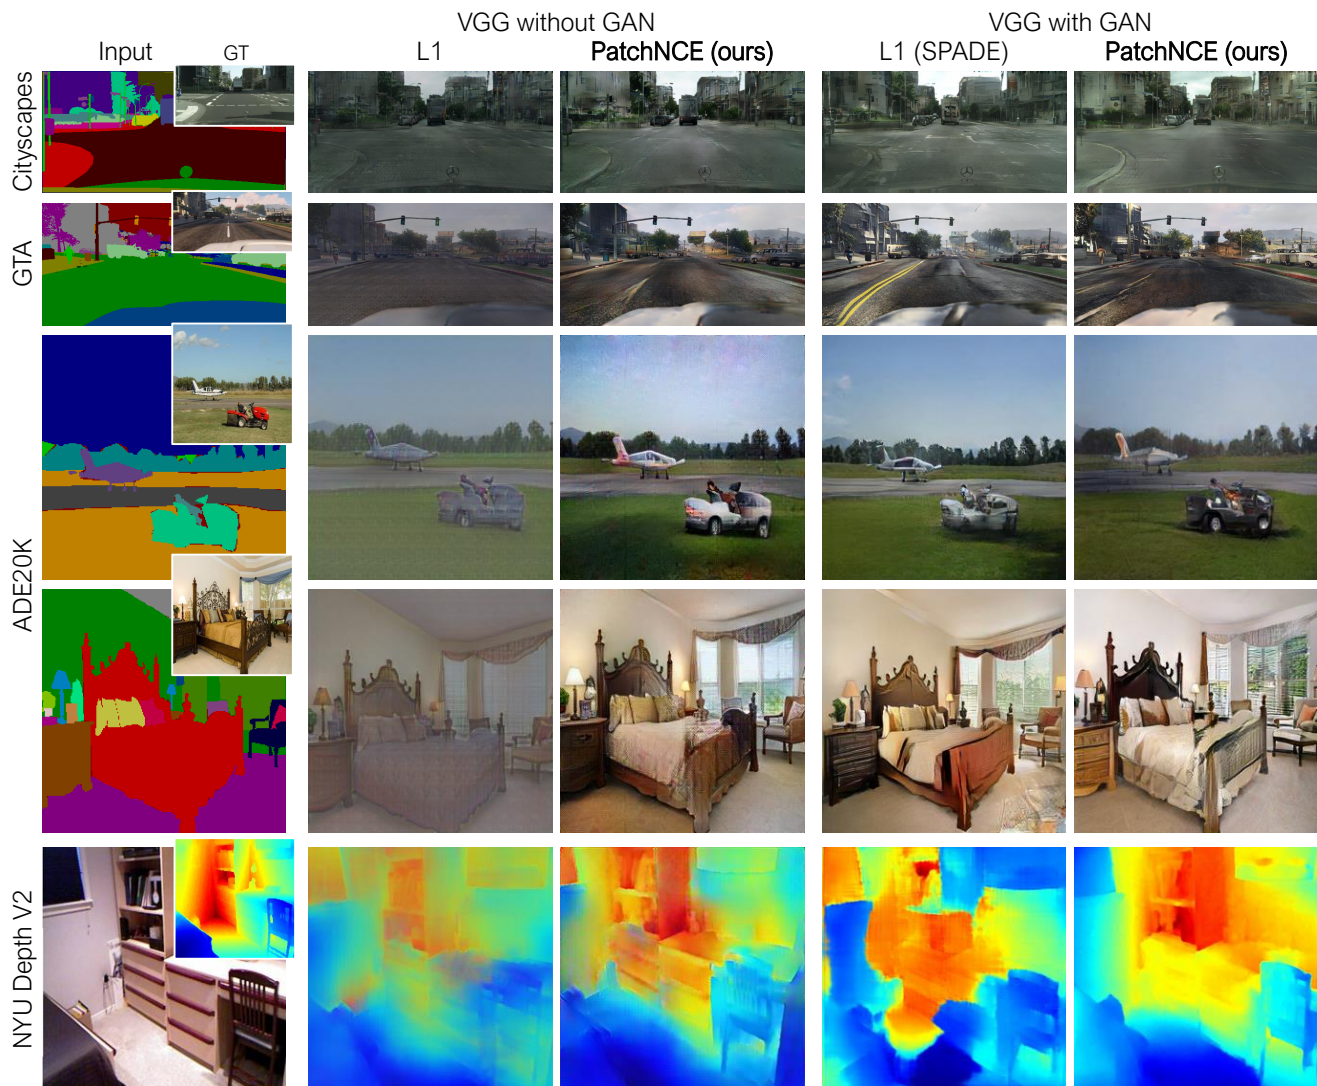 VGG without GAN
VGG with GAN
Input
GT
L1
PatchNCE (ours)
L1 (SPADE)
PatchNCE (ours)
Cityscapes
GTA
ADE20K
NYU Depth V2